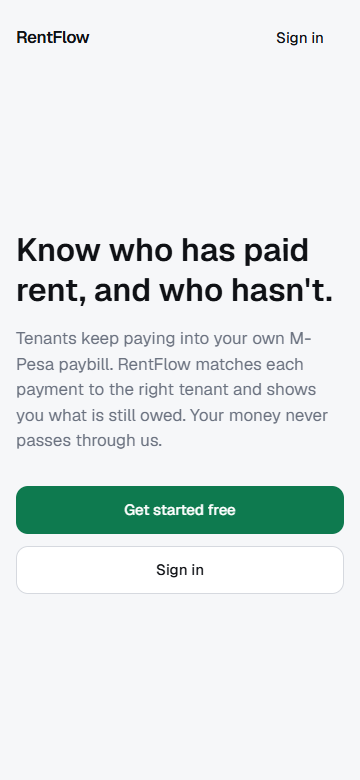 RentFlow
Sign in
Know who has paid
rent, and who hasn't.
Tenants keep paying into your own M-
Pesa paybill. RentFlow matches each
payment to the right tenant and shows
you what is still owed. Your money never
passes through us.
Get started free
Sign in